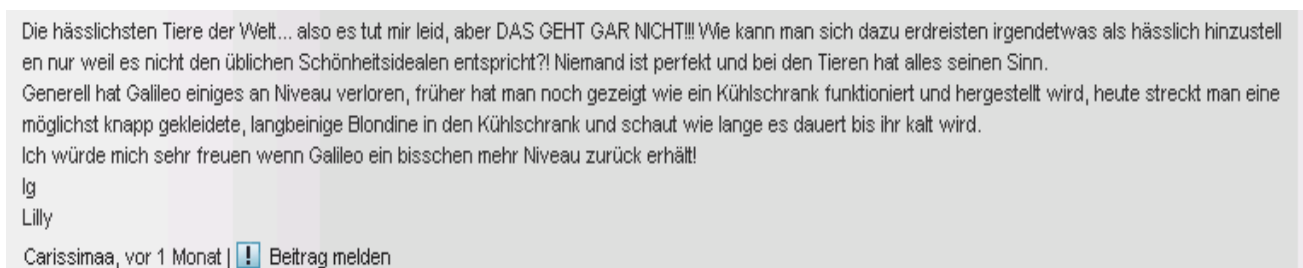 Die hässlichsten Tiere der Welt... also es tut mir leid, aber DAS GEHT GAR NICHT!!! Wie kann man sich dazu erdreisten irgendetwas als hässlich hinzustell
en nur weil es nicht den üblichen Schönheitsidealen entspricht?! Niemand ist perfekt und bei den Tieren hat alles seinen Sinn.
Generell hat Galileo einiges an Niveau verloren, früher hat man noch gezeigt wie ein Kühlschrank funktioniert und hergestellt wird, heute streckt man eine
möglichst knapp gekleidete, langbeinige Blondine in den Kühlschrank und schaut wie lange es dauert bis ihr kalt wird.
Ich würde mich sehr freuen wenn Galileo ein bisschen mehr Niveau zurück erhält!
lg
Lilly
Carissimaa, vor 1 Monat | ! Beitrag melden